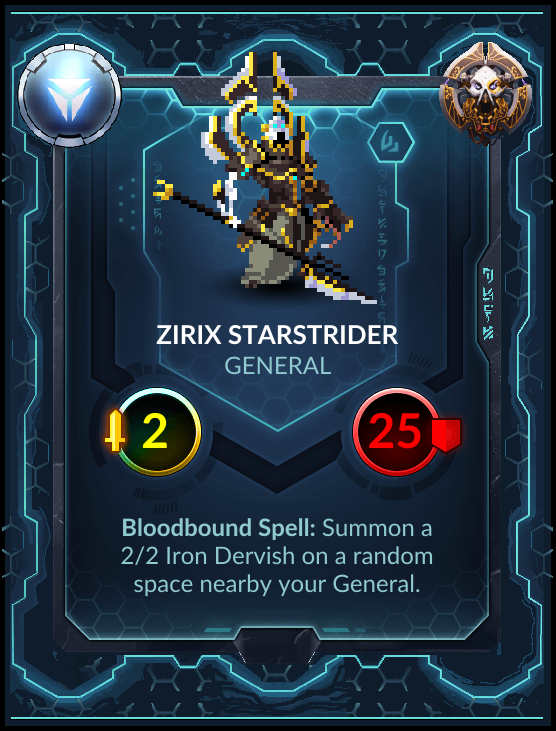 ZIRIX STARSTRIDER
GENERAL
2
25
Bloodbound Spell: Summon a
2/2 Iron Dervish on a random
space nearby your General.